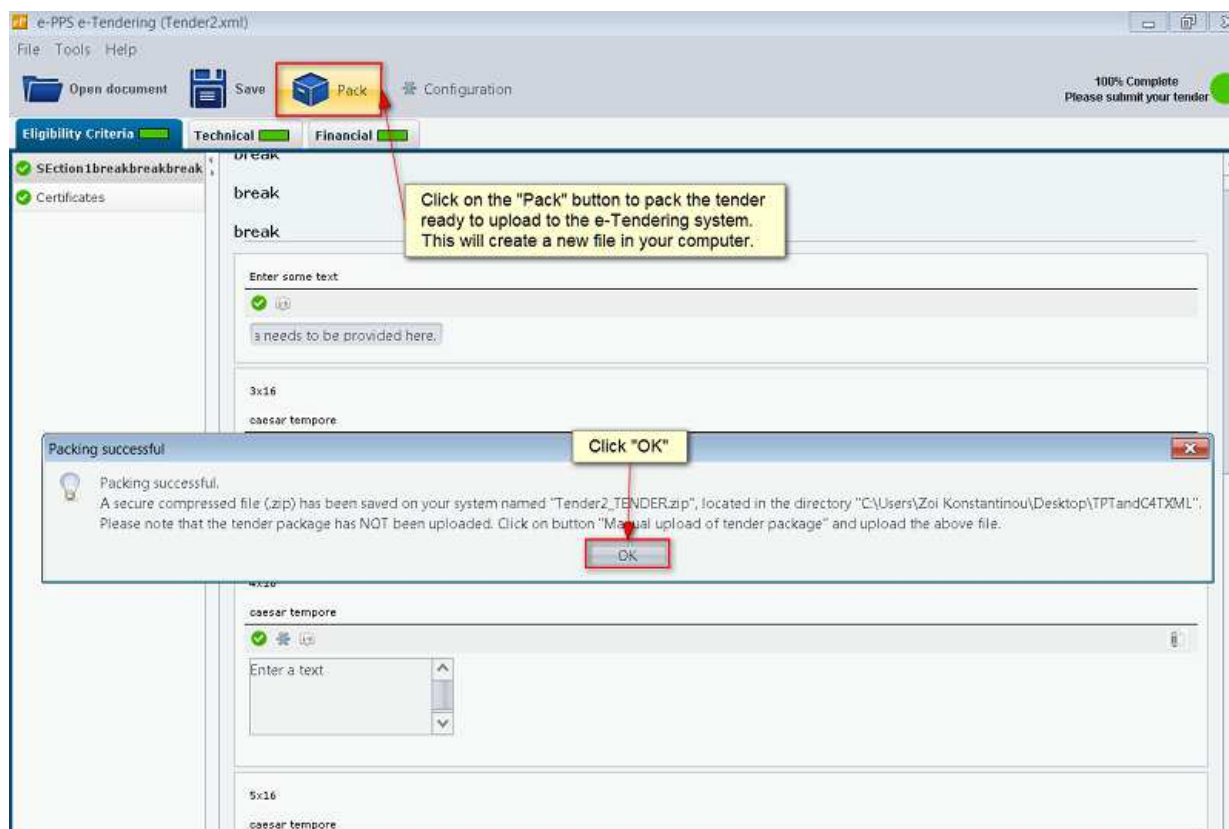 e-PPS e-Tendering (Tender2.xml)
File Tools Help
Open document Save Pack Configuration
100% Complete
Please submit your tender
Eligibility Criteria Technical Financial
SEction1breakbreakbreak
Certificates
break
break
break
Click on the "Pack" button to pack the tender
ready to upload to the e-Tendering system.
This will create a new file in your computer.
Enter some text
a needs to be provided here.
3x16
caesar tempore
Packing successful
Click "OK"
Packing successful.
A secure compressed file (.zip) has been saved on your system named "Tender2_TENDER.zip", located in the directory "C:\Users\Zoi Konstantinou\Desktop\TPTandC4TXML".
Please note that the tender package has NOT been uploaded. Click on button "Manual upload of tender package" and upload the above file.
OK
4x16
caesar tempore
Enter a text
5x16
caesar tempore